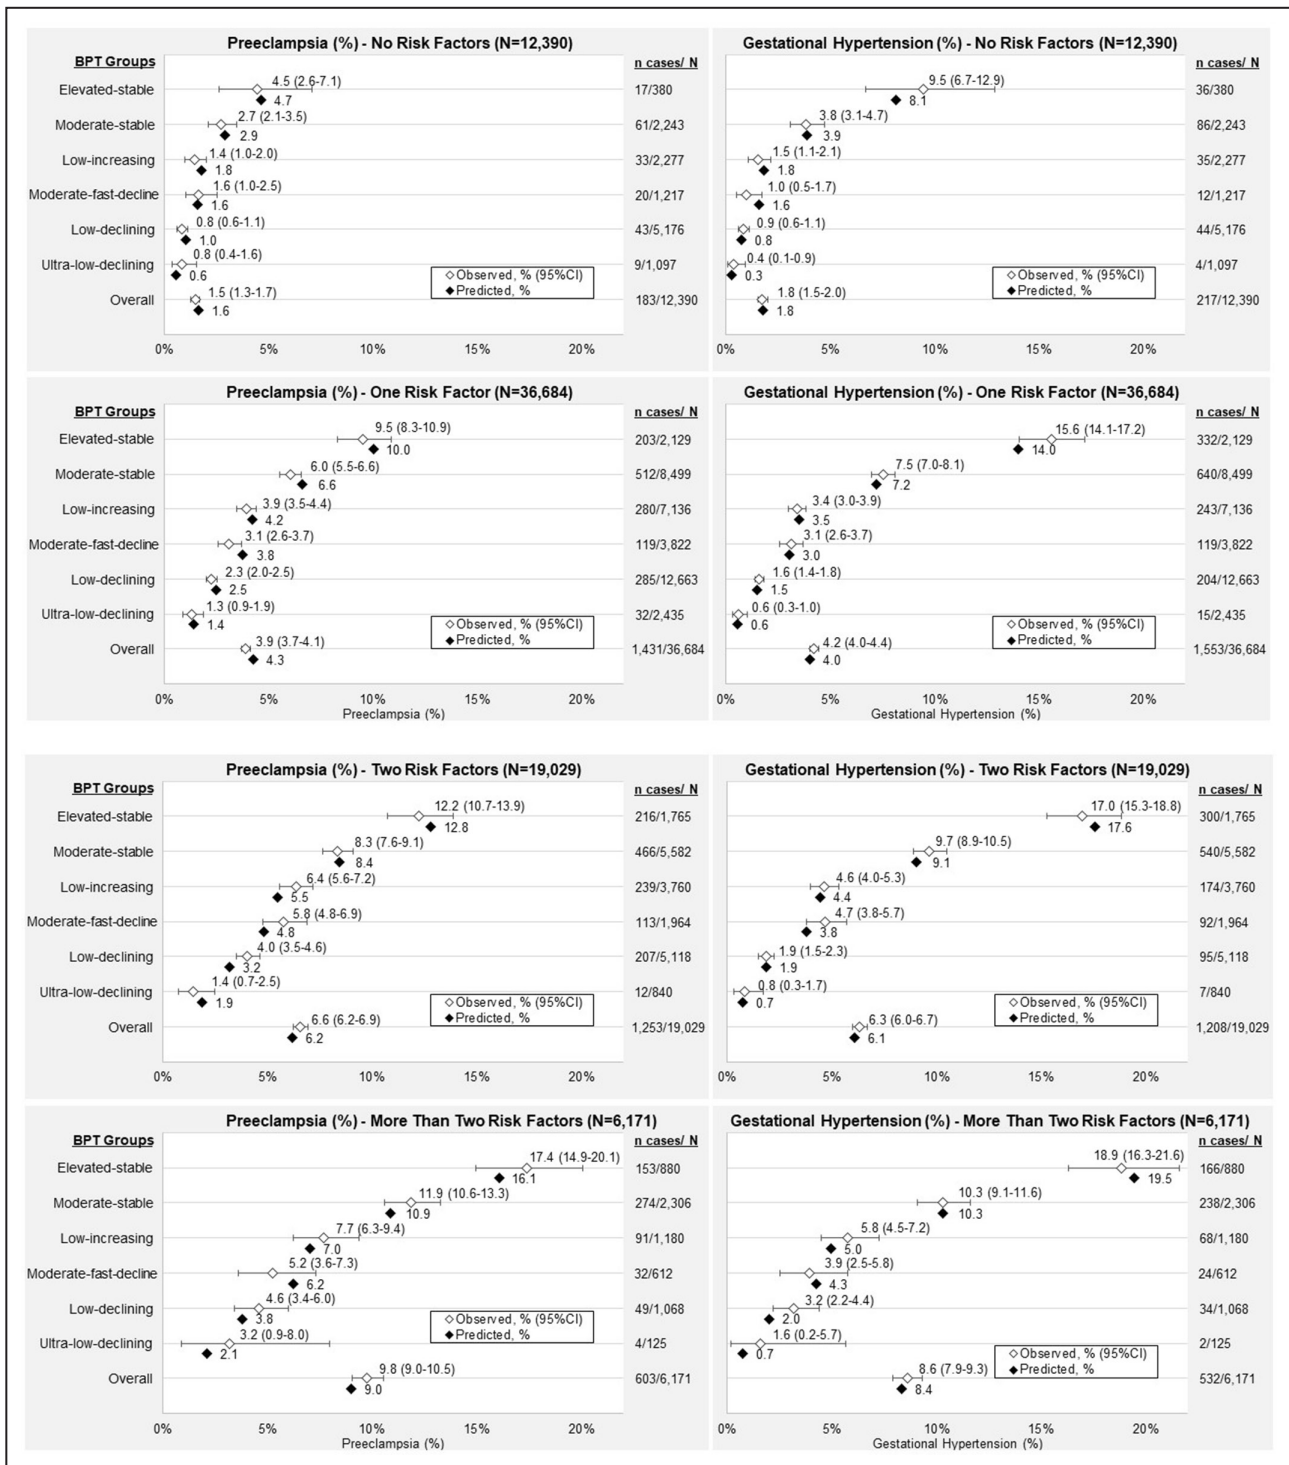 Preeclampsia (%) - No Risk Factors (N=12,390)
BPT Groups
n cases/ N
Elevated-stable
4.5 (2.6-7.1)
4.7
17/380
Moderate-stable
2.7 (2.1-3.5)
2.9
61/2,243
Low-increasing
1.4 (1.0-2.0)
1.8
33/2,277
Moderate-fast-decline
1.6 (1.0-2.5)
1.6
20/1,217
Low-declining
0.8 (0.6-1.1)
1.0
43/5,176
Ultra-low-declining
0.8 (0.4-1.6)
0.6
9/1,097
Overall
1.5 (1.3-1.7)
1.6
183/12,390
Observed, % (95%CI)
Predicted, %
0% 5% 10% 15% 20%
Gestational Hypertension (%) - No Risk Factors (N=12,390)
n cases/ N
9.5 (6.7-12.9)
8.1
36/380
3.8 (3.1-4.7)
3.9
86/2,243
1.5 (1.1-2.1)
1.8
35/2,277
1.0 (0.5-1.7)
1.6
12/1,217
0.9 (0.6-1.1)
0.8
44/5,176
0.4 (0.1-0.9)
0.3
4/1,097
1.8 (1.5-2.0)
1.8
217/12,390
Observed, % (95%CI)
Predicted, %
0% 5% 10% 15% 20%
Preeclampsia (%) - One Risk Factor (N=36,684)
BPT Groups
n cases/ N
Elevated-stable
9.5 (8.3-10.9)
10.0
203/2,129
Moderate-stable
6.0 (5.5-6.6)
6.6
512/8,499
Low-increasing
3.9 (3.5-4.4)
4.2
280/7,136
Moderate-fast-decline
3.1 (2.6-3.7)
3.8
119/3,822
Low-declining
2.3 (2.0-2.5)
2.5
285/12,663
Ultra-low-declining
1.3 (0.9-1.9)
1.4
32/2,435
Overall
3.9 (3.7-4.1)
4.3
1,431/36,684
Observed, % (95%CI)
Predicted, %
0% 5% 10% 15% 20%
Preeclampsia (%)
Gestational Hypertension (%) - One Risk Factor (N=36,684)
n cases/ N
15.6 (14.1-17.2)
14.0
332/2,129
7.5 (7.0-8.1)
7.2
640/8,499
3.4 (3.0-3.9)
3.5
243/7,136
3.1 (2.6-3.7)
3.0
119/3,822
1.6 (1.4-1.8)
1.5
204/12,663
0.6 (0.3-1.0)
0.6
15/2,435
4.2 (4.0-4.4)
4.0
1,553/36,684
Observed, % (95%CI)
Predicted, %
0% 5% 10% 15% 20%
Gestational Hypertension (%)
Preeclampsia (%) - Two Risk Factors (N=19,029)
BPT Groups
n cases/ N
Elevated-stable
12.2 (10.7-13.9)
12.8
216/1,765
Moderate-stable
8.3 (7.6-9.1)
8.4
466/5,582
Low-increasing
6.4 (5.6-7.2)
5.5
239/3,760
Moderate-fast-decline
5.8 (4.8-6.9)
4.8
113/1,964
Low-declining
4.0 (3.5-4.6)
3.2
207/5,118
Ultra-low-declining
1.4 (0.7-2.5)
1.9
12/840
Overall
6.6 (6.2-6.9)
6.2
1,253/19,029
Observed, % (95%CI)
Predicted, %
0% 5% 10% 15% 20%
Gestational Hypertension (%) - Two Risk Factors (N=19,029)
n cases/ N
17.0 (15.3-18.8)
17.6
300/1,765
9.7 (8.9-10.5)
9.1
540/5,582
4.6 (4.0-5.3)
4.4
174/3,760
4.7 (3.8-5.7)
3.8
92/1,964
1.9 (1.5-2.3)
1.9
95/5,118
0.8 (0.3-1.7)
0.7
7/840
6.3 (6.0-6.7)
6.1
1,208/19,029
Observed, % (95%CI)
Predicted, %
0% 5% 10% 15% 20%
Preeclampsia (%) - More Than Two Risk Factors (N=6,171)
BPT Groups
n cases/ N
Elevated-stable
17.4 (14.9-20.1)
16.1
153/880
Moderate-stable
11.9 (10.6-13.3)
10.9
274/2,306
Low-increasing
7.7 (6.3-9.4)
7.0
91/1,180
Moderate-fast-decline
5.2 (3.6-7.3)
6.2
32/612
Low-declining
4.6 (3.4-6.0)
3.8
49/1,068
Ultra-low-declining
3.2 (0.9-8.0)
2.1
4/125
Overall
9.8 (9.0-10.5)
9.0
603/6,171
Observed, % (95%CI)
Predicted, %
0% 5% 10% 15% 20%
Preeclampsia (%)
Gestational Hypertension (%) - More Than Two Risk Factors (N=6,171)
n cases/ N
18.9 (16.3-21.6)
19.5
166/880
10.3 (9.1-11.6)
10.3
238/2,306
5.8 (4.5-7.2)
5.0
68/1,180
3.9 (2.5-5.8)
4.3
24/612
3.2 (2.2-4.4)
2.0
34/1,068
1.6 (0.2-5.7)
0.7
2/125
8.6 (7.9-9.3)
8.4
532/6,171
Observed, % (95%CI)
Predicted, %
0% 5% 10% 15% 20%
Gestational Hypertension (%)